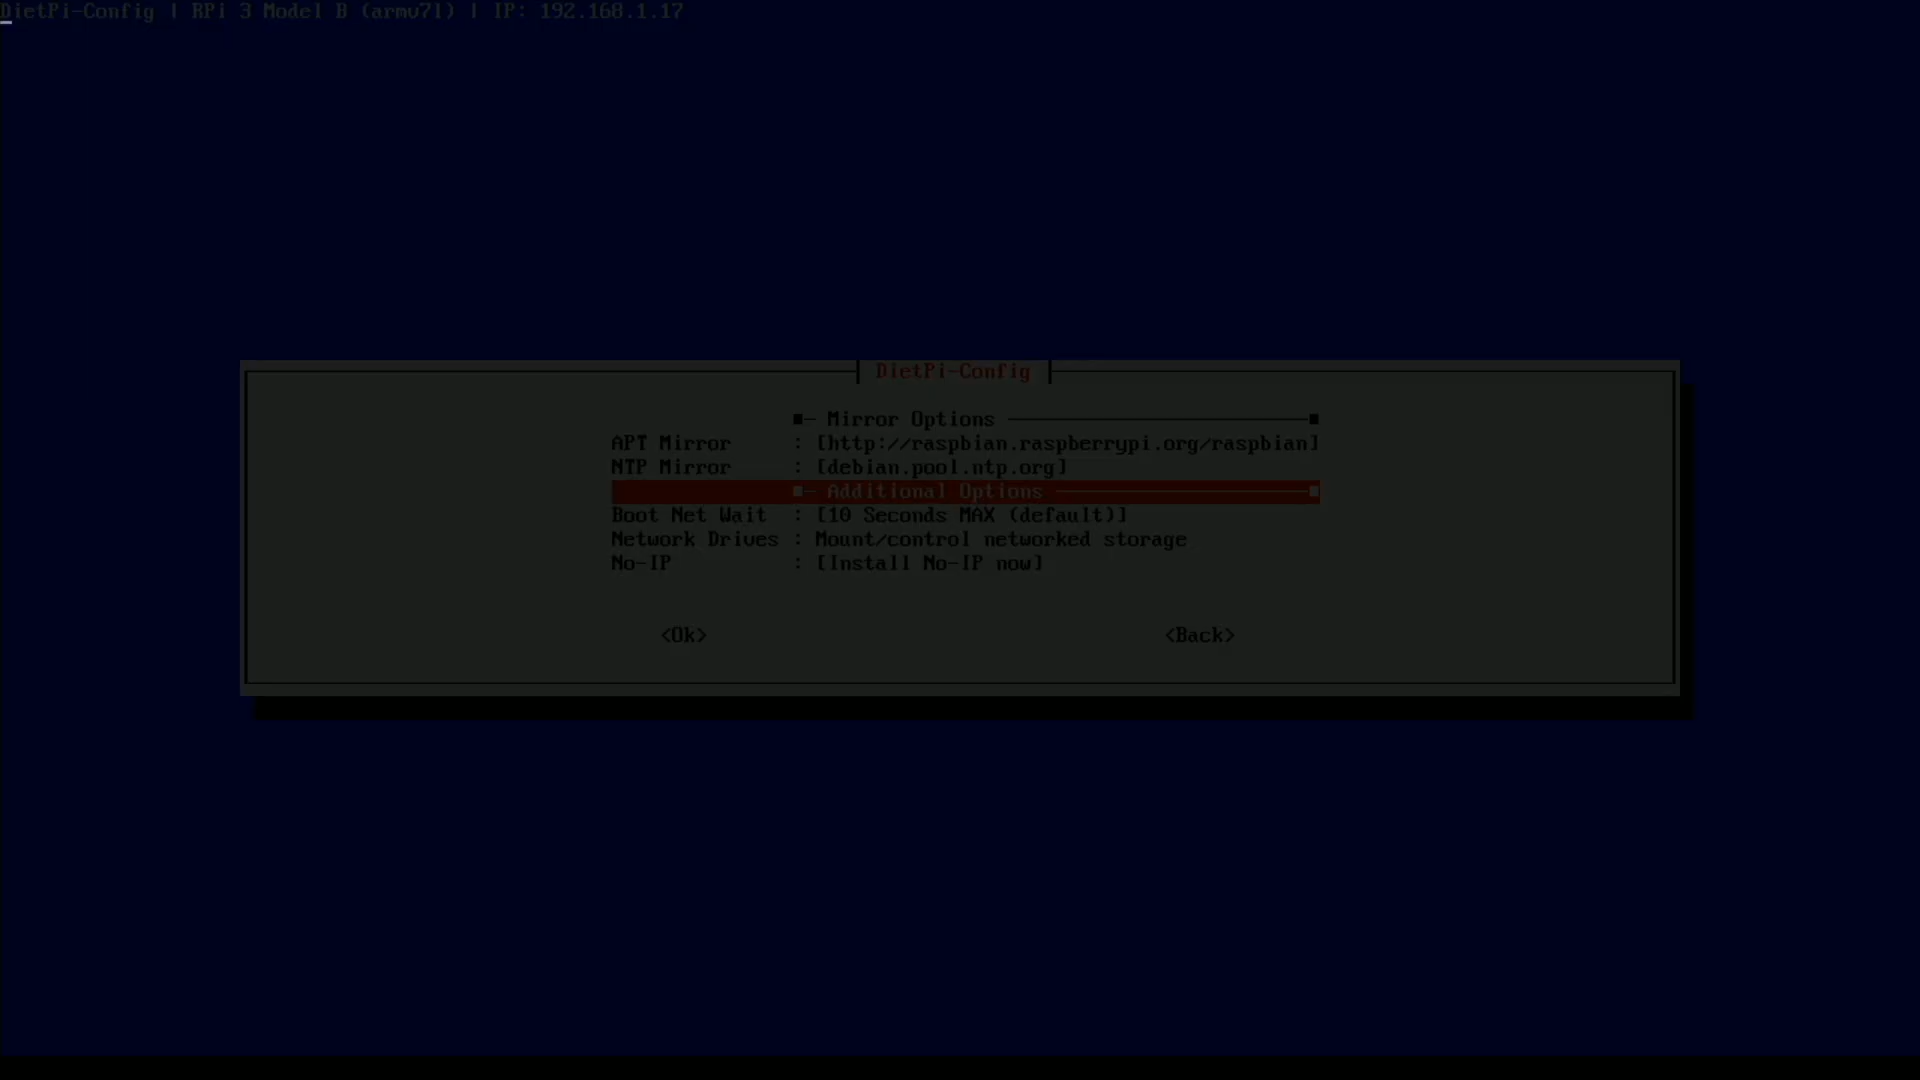 DietPi-Config | RPi 3 Model B (armv7l) | IP: 192.168.1.17
DietPi-Config
Mirror Options
APT Mirror : [http://raspbian.raspberrypi.org/raspbian]
NTP Mirror : [debian.pool.ntp.org]
Additional Options
Boot Net Wait : [10 Seconds MAX (default)]
Network Drives : Mount/control networked storage
No-IP : [Install No-IP now]
<Ok> <Back>